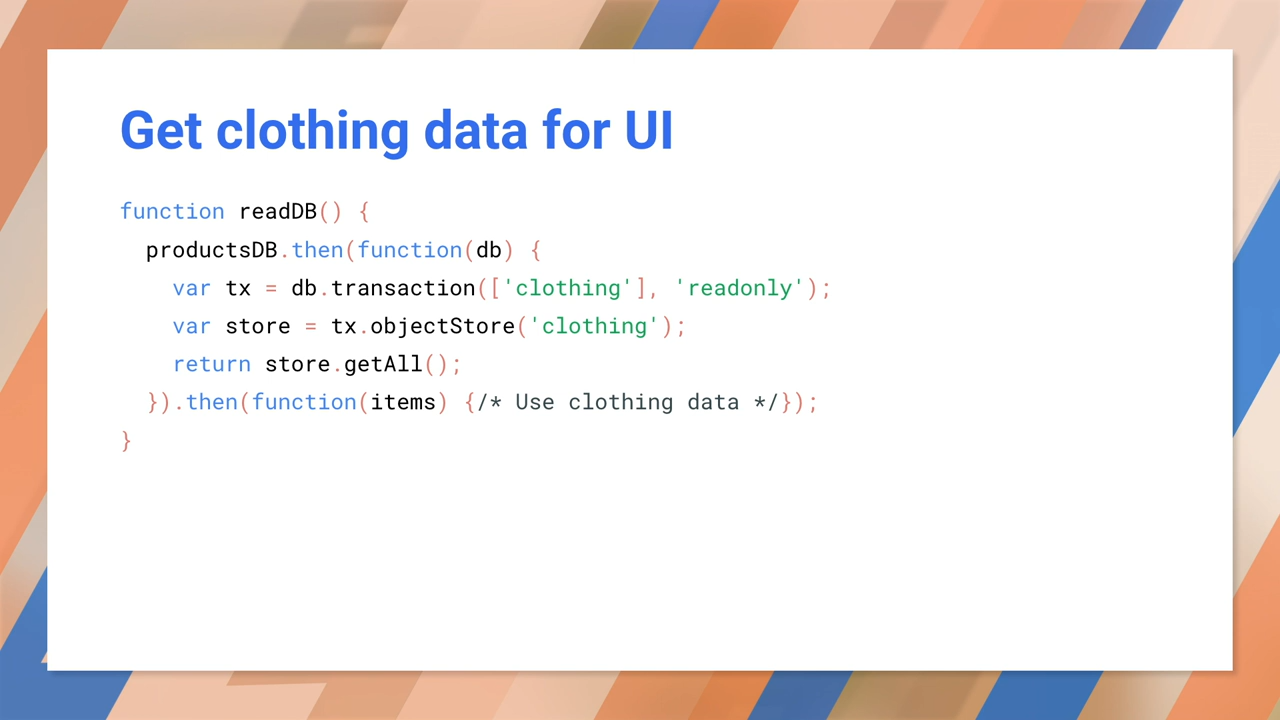 Get clothing data for UI
function readDB() {
  productsDB.then(function(db) {
    var tx = db.transaction(['clothing'], 'readonly');
    var store = tx.objectStore('clothing');
    return store.getAll();
  }).then(function(items) {/* Use clothing data */});
}